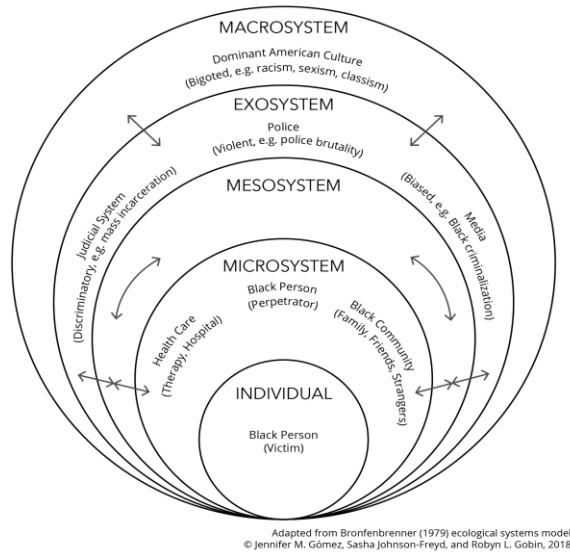 MACROSYSTEM
Dominant American Culture
(Bigoted, e.g. racism, sexism, classism)
EXOSYSTEM
Police
(Violent, e.g. police brutality)
Judicial System
(Discriminatory, e.g. mass incarceration)
Media
(Biased, e.g. Black criminalization)
MESOSYSTEM
MICROSYSTEM
Black Person
(Perpetrator)
Health Care
(Therapy, Hospital)
Black Community
(Family, Friends, Strangers)
INDIVIDUAL
Black Person
(Victim)
Adapted from Bronfenbrenner (1979) ecological systems model
© Jennifer M. Gómez, Sasha Johnson-Freyd, and Robyn L. Gobin, 2018